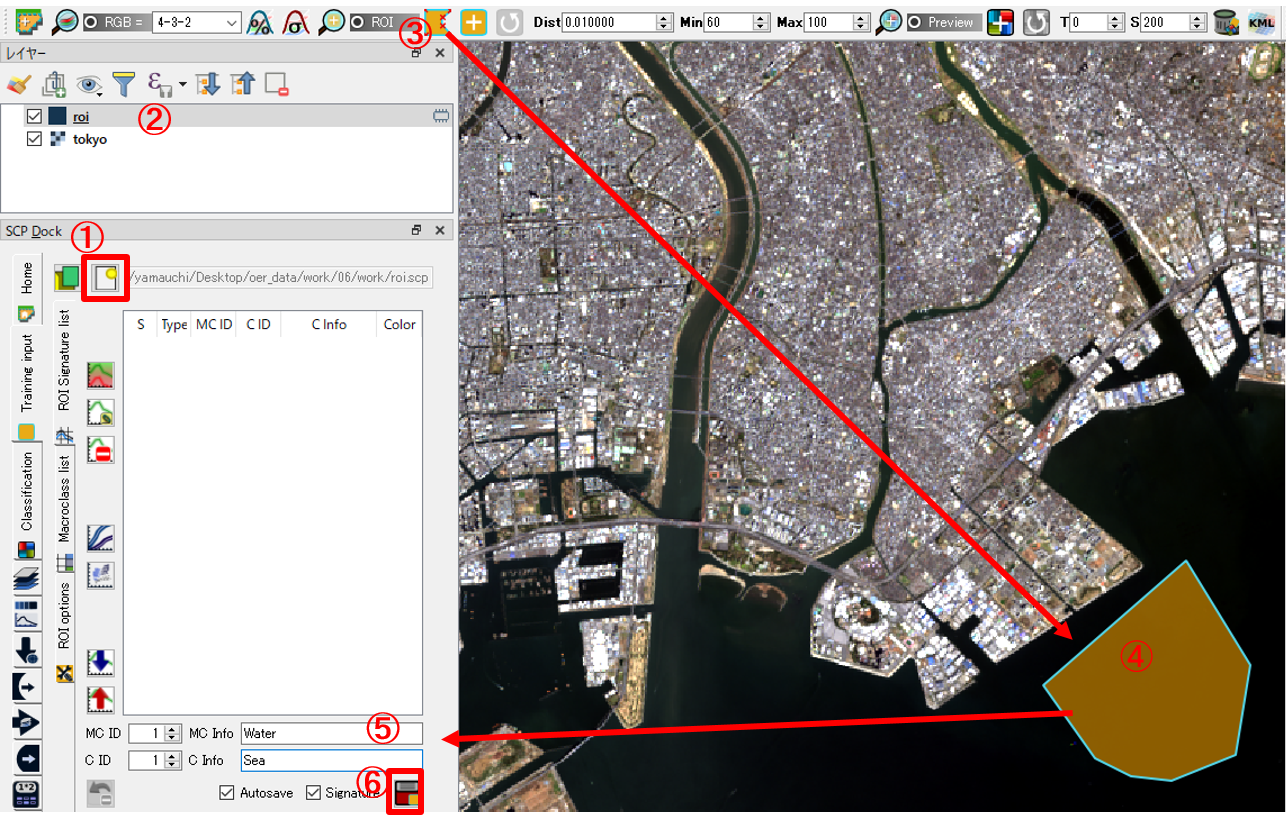 RGB = 4-3-2 ROI Dist 0.010000 Min 60 Max 100 Preview T 0 S 200 KML
③
レイヤー
roi ②
tokyo
SCP Dock ①
/yamauchi/Desktop/oer_data/work/06/work/roi.scp
Home
Training input
Classification
ROI Signature list
Macroclass list
ROI options
S Type MC ID C ID C Info Color
④
MC ID 1 MC Info Water ⑤
C ID 1 C Info Sea
⑥
Autosave Signature